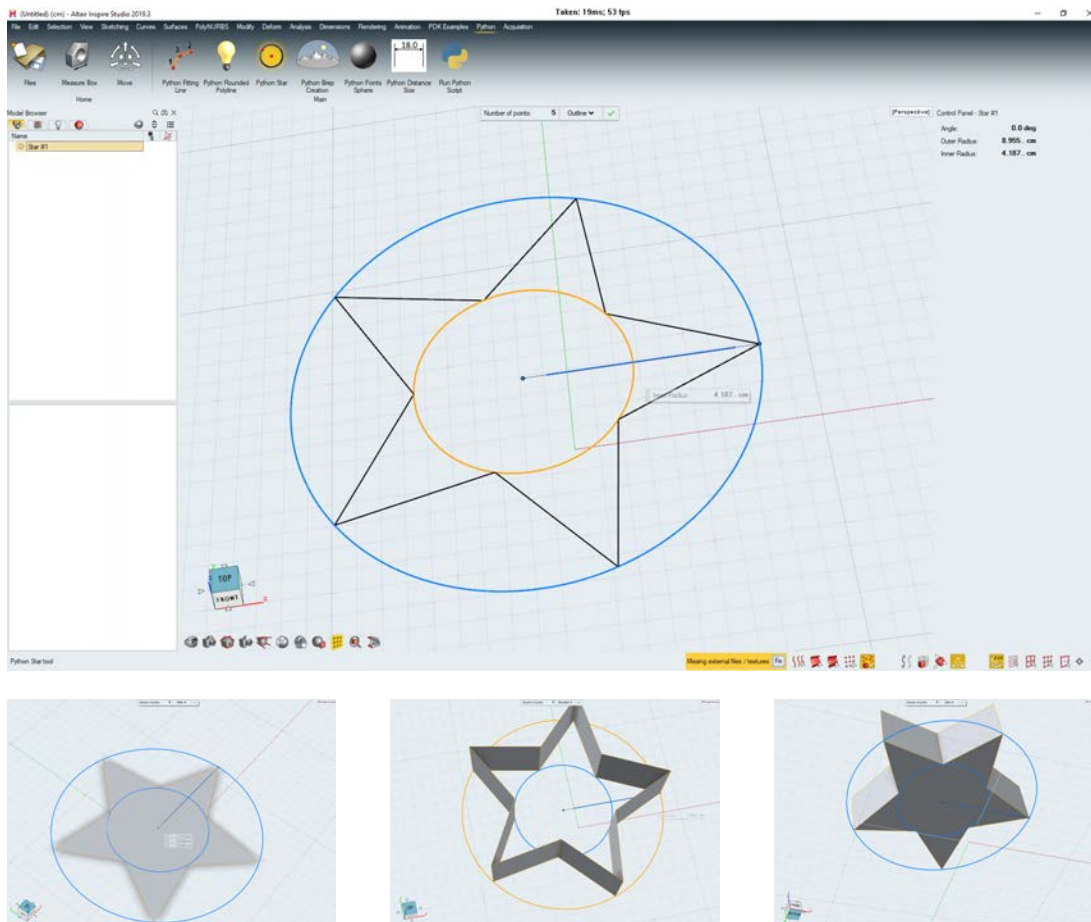 (Untitled) (cm) - Altair Inspire Studio 2019.3
Taken: 19ms; 53 fps
File Edit Selection View Sketching Curves Surfaces PolyNURBS Modify Deform Analysis Dimensions Rendering Animation PDK Examples Python Acquisition
18.0
Files Measure Box Move Python Fitting Line Python Rounded Polyline Python Star Python Brep Creation Python Points Sphere Python Distance Size Run Python Script
Home Main
Model Browser
Name
Star #1
Number of points: 5 Outline
[Perspective]
Control Panel - Star #1
Angle: 0.0 deg
Outer Radius: 8.955.. cm
Inner Radius: 4.187.. cm
Inner Radius: 4.187.. cm
TOP
FRONT
Python Star tool
Missing external files / textures Fix